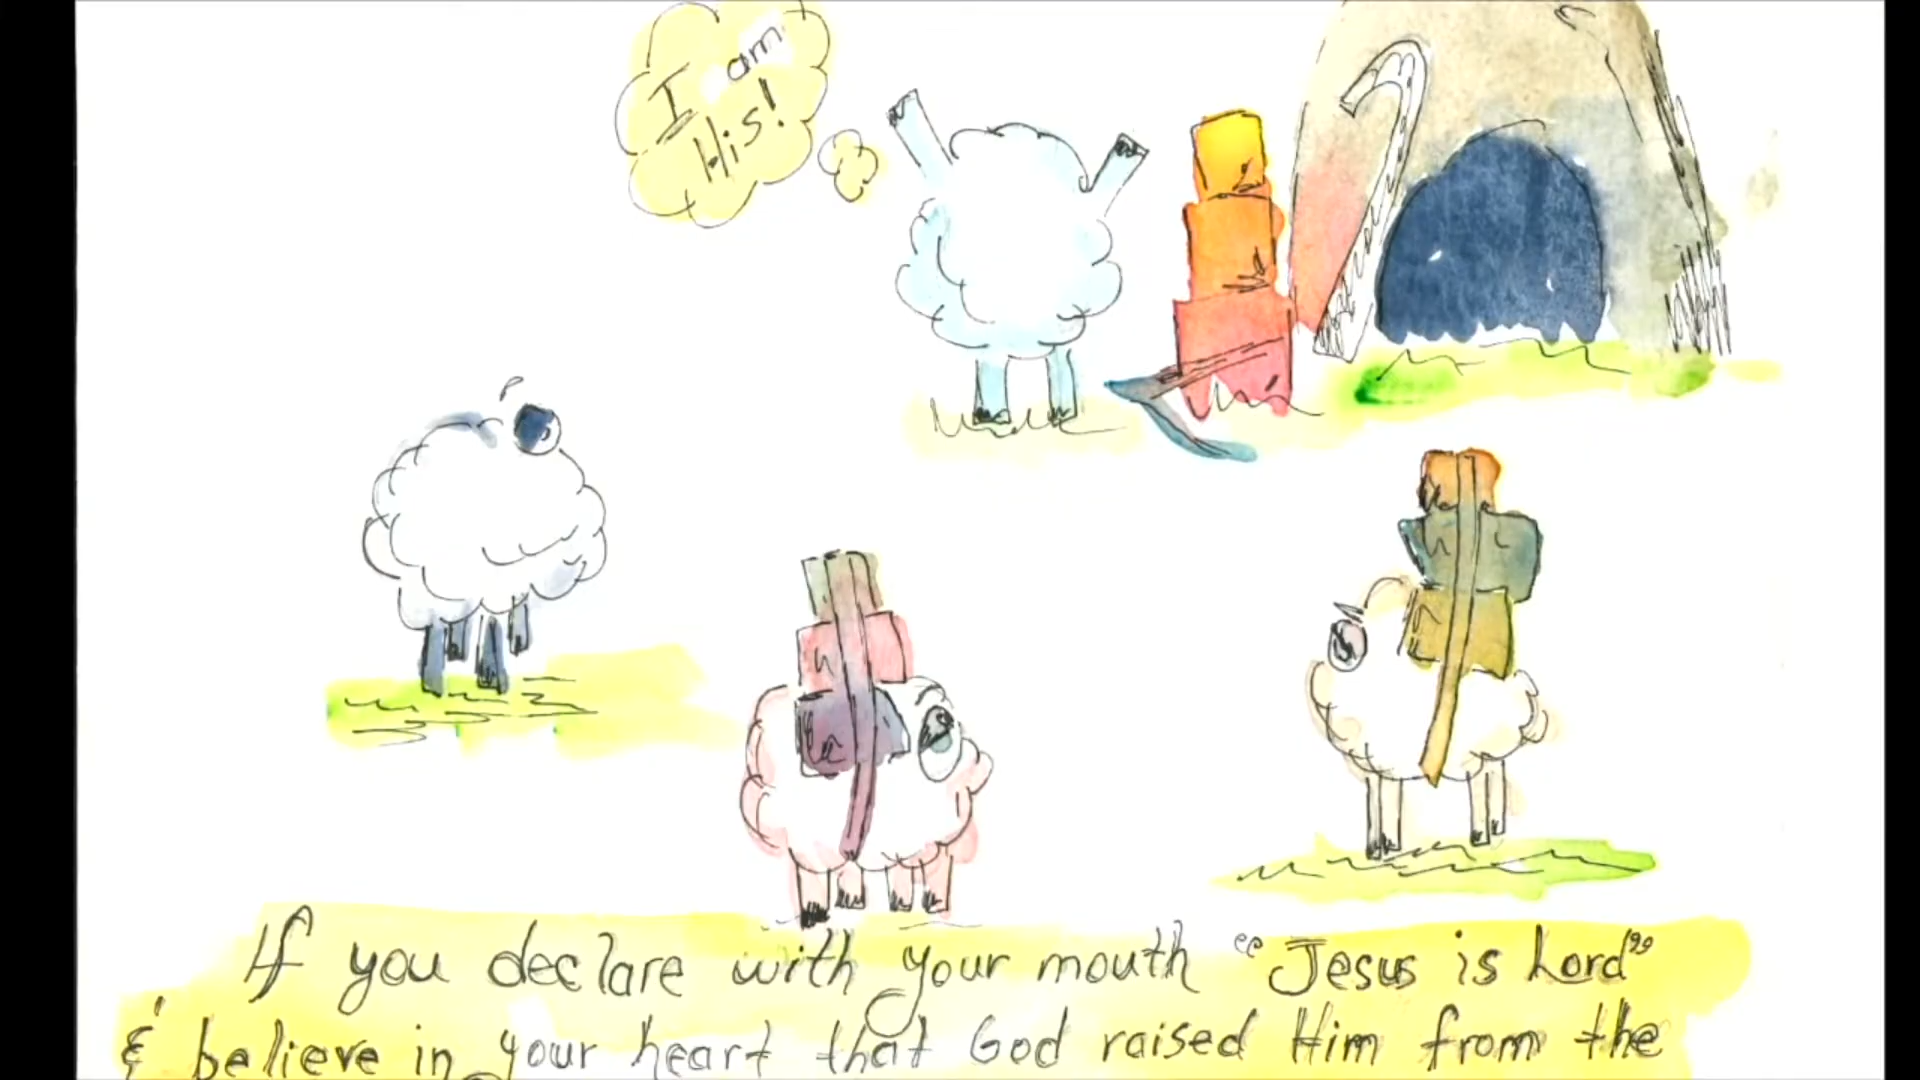 I am
His!
If you declare with your mouth "Jesus is Lord"
& believe in your heart that God raised Him from the